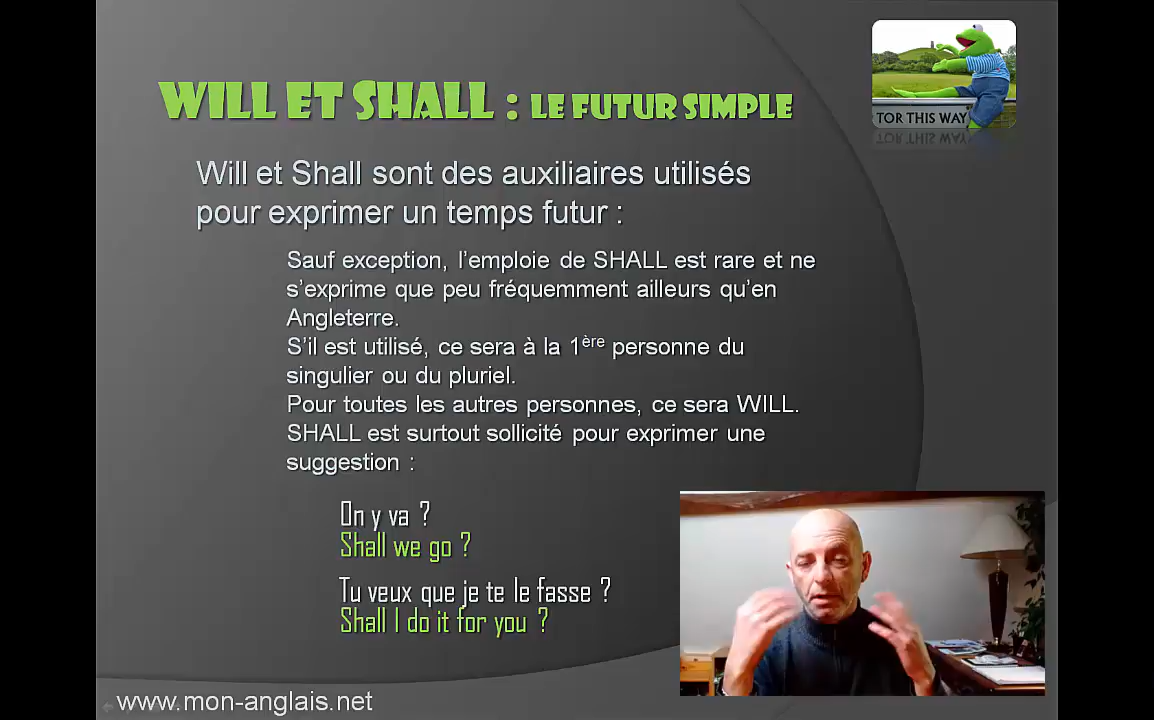 WILL ET SHALL : LE FUTUR SIMPLE
TOR THIS WAY
Will et Shall sont des auxiliaires utilisés
pour exprimer un temps futur :
Sauf exception, l’emploie de SHALL est rare et ne
s’exprime que peu fréquemment ailleurs qu’en
Angleterre.
S’il est utilisé, ce sera à la 1ère personne du
singulier ou du pluriel.
Pour toutes les autres personnes, ce sera WILL.
SHALL est surtout sollicité pour exprimer une
suggestion :
On y va ?
Shall we go ?
Tu veux que je te le fasse ?
Shall I do it for you ?
www.mon-anglais.net